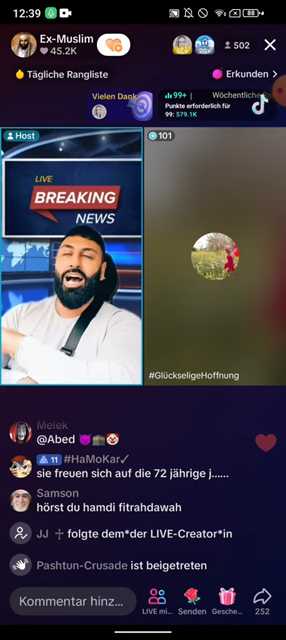 12:39
Ex-Muslim
45.2K
502
Tägliche Rangliste
Erkunden >
Vielen Dank
99+ | Wöchentliche
Punkte erforderlich für
99: 579.1K
Host
101
LIVE
BREAKING
NEWS
#GlückseligeHoffnung
Melek
@Abed 😈🕋🤡
11 #HaMoKar✓
sie freuen sich auf die 72 jährige j......
Samson
hörst du hamdi fitrahdawah
JJ ♱ folgte dem*der LIVE-Creator*in
Pashtun-Crusade ist beigetreten
Kommentar hinz...
LIVE mi... Senden Gesche... 252